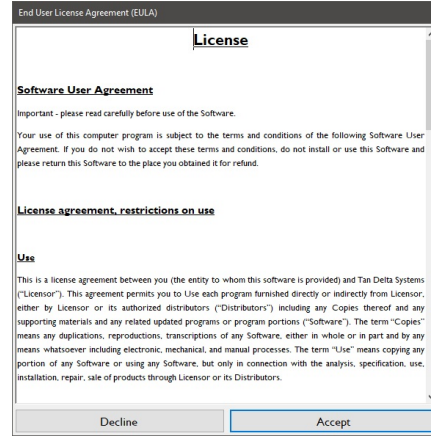 End User License Agreement (EULA)
License
Software User Agreement
Important - please read carefully before use of the Software.
Your use of this computer program is subject to the terms and conditions of the following Software User
Agreement. If you do not wish to accept these terms and conditions, do not install or use this Software and
please return this Software to the place you obtained it for refund.
License agreement, restrictions on use
Use
This is a license agreement between you (the entity to whom this software is provided) and Tan Delta Systems
("Licensor"). This agreement permits you to Use each program furnished directly or indirectly from Licensor,
either by Licensor or its authorized distributors ("Distributors") including any Copies thereof and any
supporting materials and any related updated programs or program portions ("Software"). The term "Copies"
means any duplications, reproductions, transcriptions of any Software, either in whole or in part and by any
means whatsoever including electronic, mechanical, and manual processes. The term "Use" means copying any
portion of any Software or using any Software, but only in connection with the analysis, specification, use,
installation, repair, sale of products through Licensor or its Distributors.
Decline
Accept